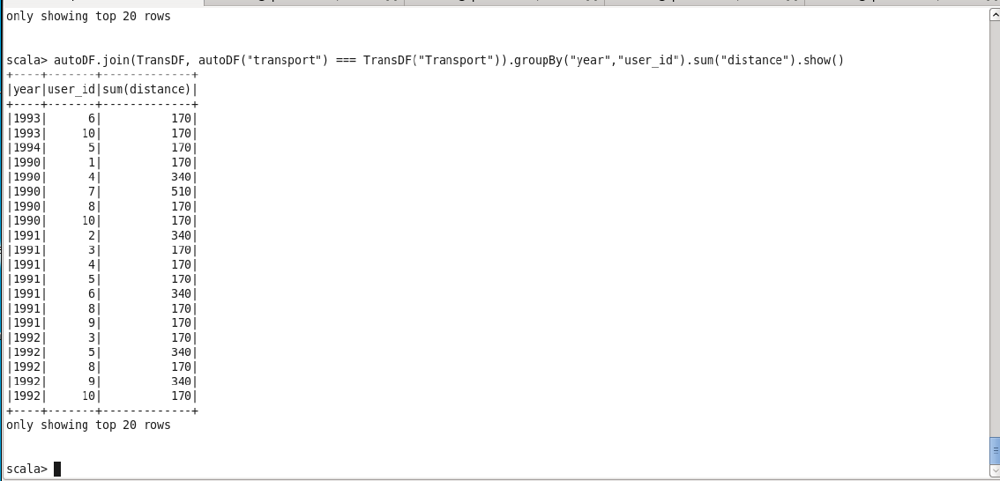 only showing top 20 rows
scala> autoDF.join(TransDF, autoDF("transport") === TransDF("Transport")).groupBy("year","user_id").sum("distance").show()
+----+-------+-------------+
|year|user_id|sum(distance)|
+----+-------+-------------+
|1993|      6|          170|
|1993|     10|          170|
|1994|      5|          170|
|1990|      1|          170|
|1990|      4|          340|
|1990|      7|          510|
|1990|      8|          170|
|1990|     10|          170|
|1991|      2|          340|
|1991|      3|          170|
|1991|      4|          170|
|1991|      5|          170|
|1991|      6|          340|
|1991|      8|          170|
|1991|      9|          170|
|1992|      3|          170|
|1992|      5|          340|
|1992|      8|          170|
|1992|      9|          340|
|1992|     10|          170|
+----+-------+-------------+
only showing top 20 rows
scala>